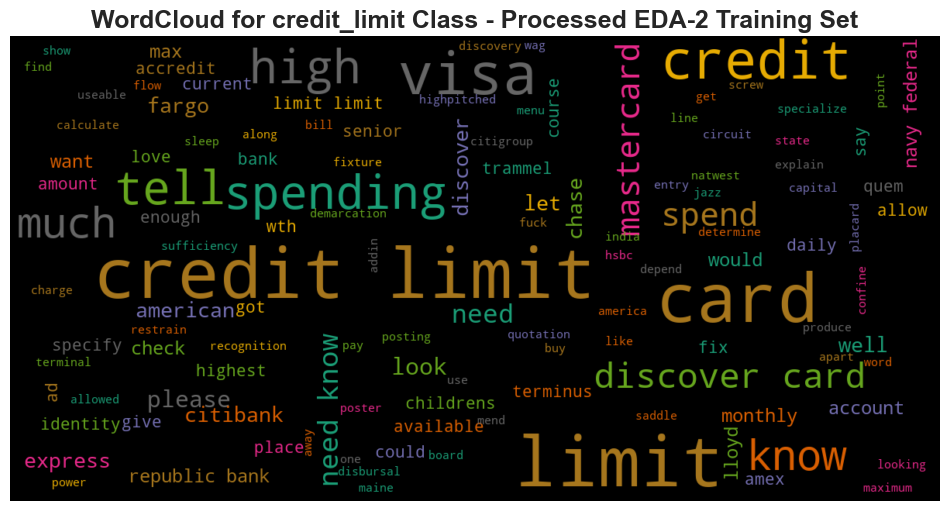 WordCloud for credit_limit Class - Processed EDA-2 Training Set
show
find
max
accredit
flow
current
useable
fargo
calculate
high
limit limit
visa
discovery
wag
highpitched
menu
course
mastercard
credit
screw
get
line
specialize
point
navy federal
want
love
sleep
bank
along
bill
senior
fixture
discover
citigroup
trammel
circuit
state
say
explain
amount
tell
spending
let
chase
natwest
entry
jazz
capital
quem
much
enough
wth
demarcation
fuck
spend
determine
placard
allow
sufficiency
addin
india
hsbc
depend
would
daily
credit limit
card
confine
charge
american
got
need
america
produce
restrain
specify
check
recognition
posting
quotation
buy
like
fix
apart
well
word
terminal
highest
need know
pay
look
use
terminus
discover card
ad
allowed
please
poster
childrens
mend
saddle
monthly
account
identity
give
citibank
available
limit
lloyd
know
express
place
away
one
could
board
amex
looking
power
republic bank
disbursal
maine
maximum